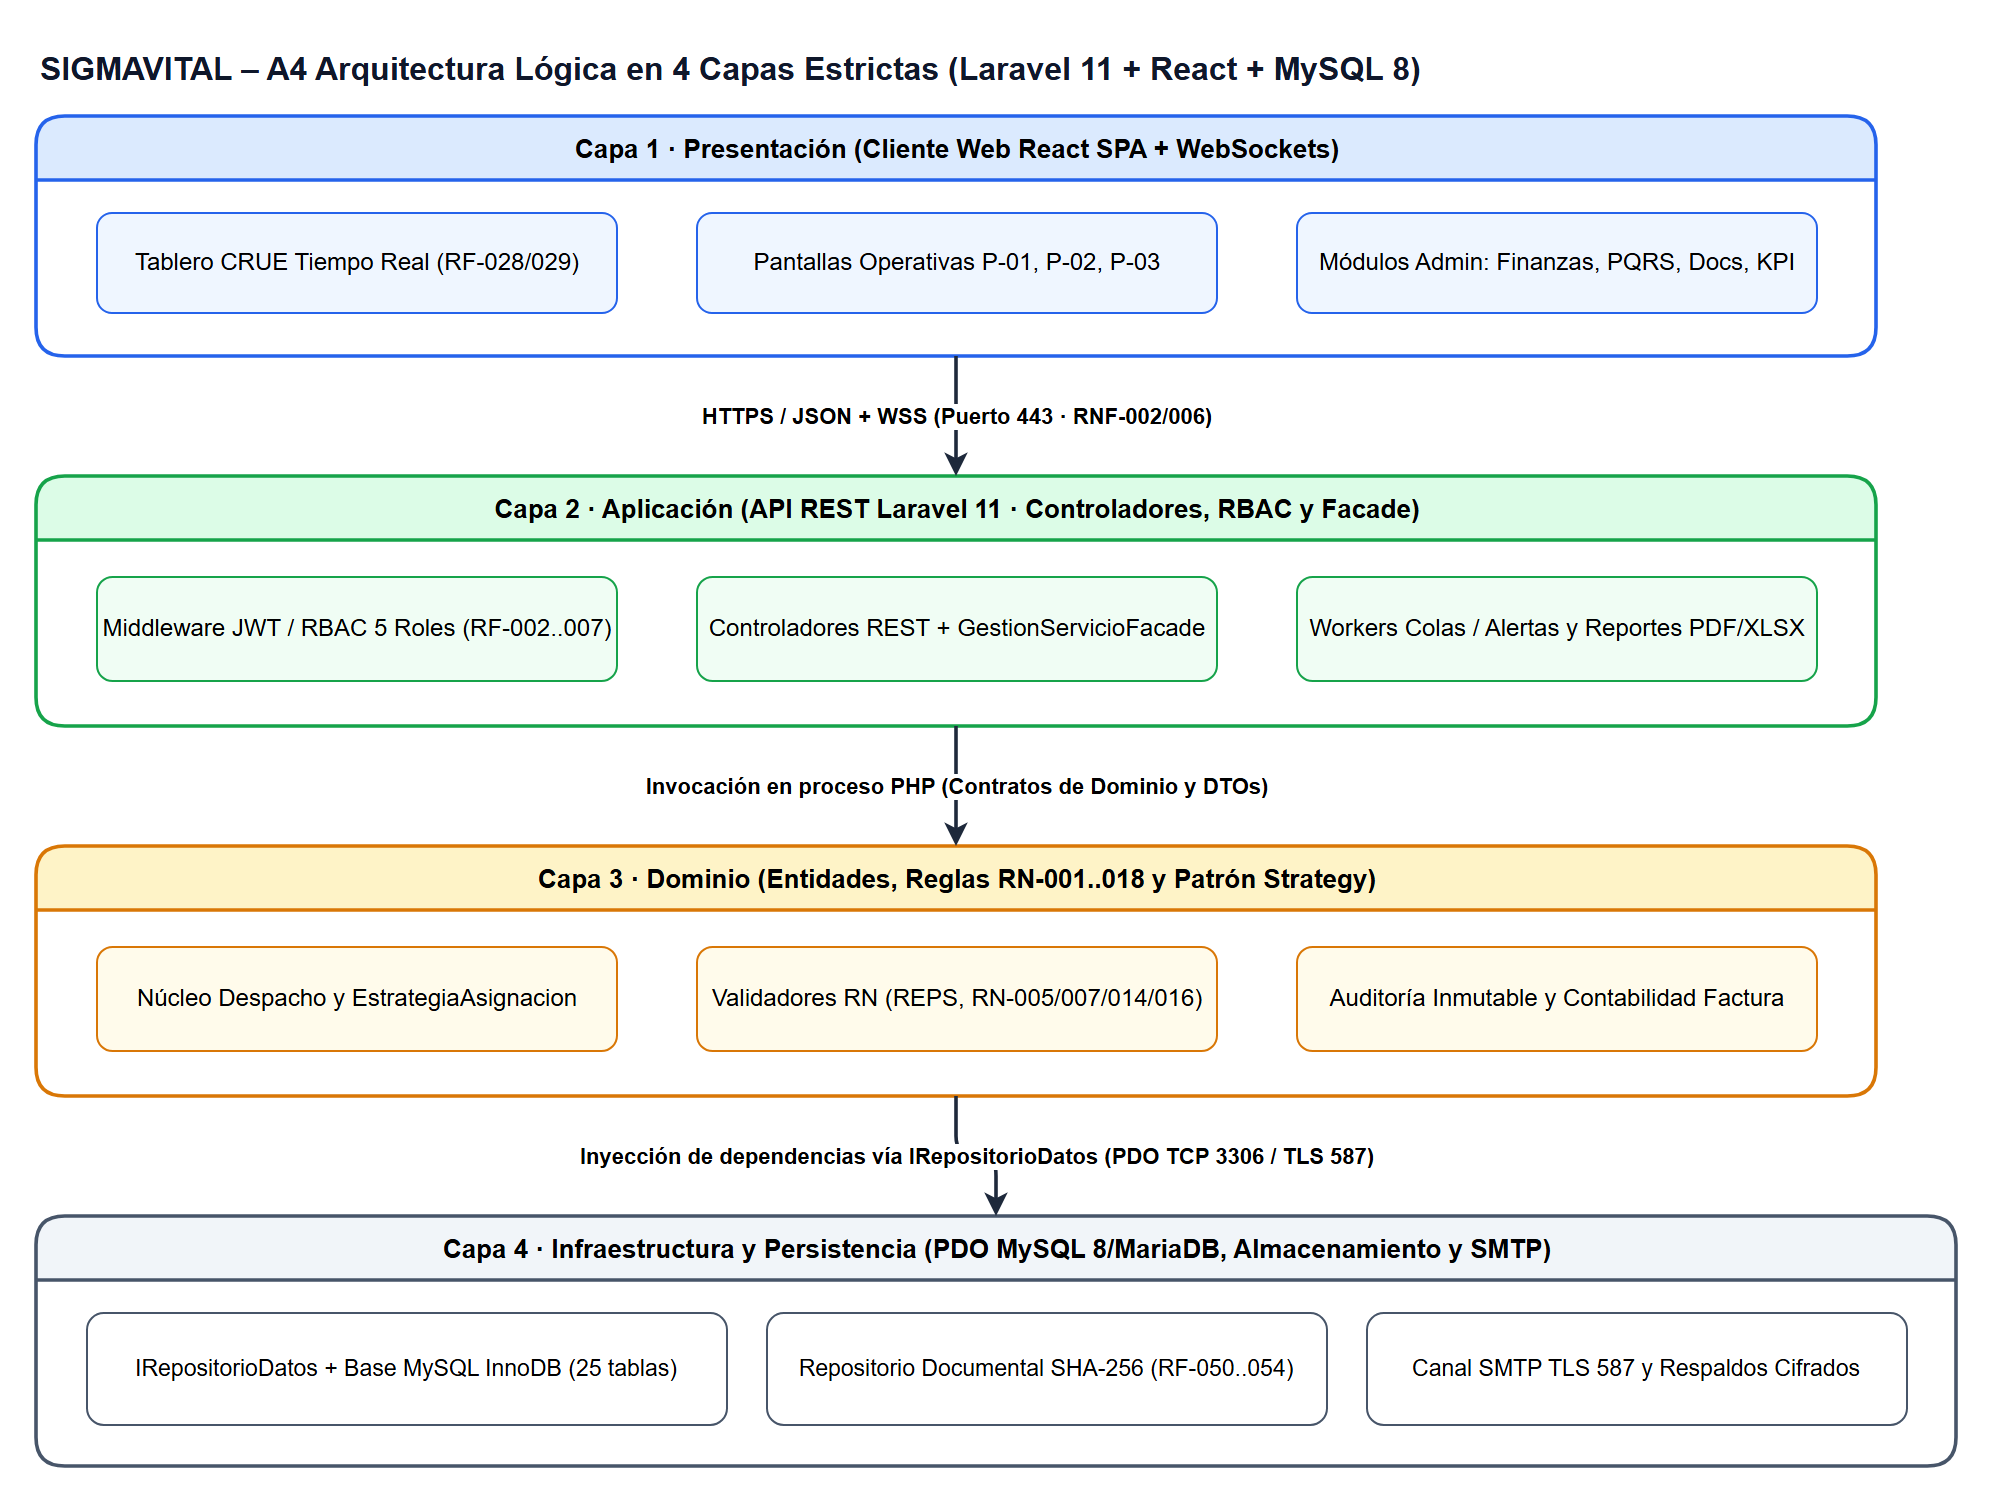 SIGMAVITAL – A4 Arquitectura Lógica en 4 Capas Estrictas (Laravel 11 + React + MySQL 8)
Capa 1 · Presentación (Cliente Web React SPA + WebSockets)
Tablero CRUE Tiempo Real (RF-028/029)
Pantallas Operativas P-01, P-02, P-03
Módulos Admin: Finanzas, PQRS, Docs, KPI
HTTPS / JSON + WSS (Puerto 443 · RNF-002/006)
Capa 2 · Aplicación (API REST Laravel 11 · Controladores, RBAC y Facade)
Middleware JWT / RBAC 5 Roles (RF-002..007)
Controladores REST + GestionServicioFacade
Workers Colas / Alertas y Reportes PDF/XLSX
Invocación en proceso PHP (Contratos de Dominio y DTOs)
Capa 3 · Dominio (Entidades, Reglas RN-001..018 y Patrón Strategy)
Núcleo Despacho y EstrategiaAsignacion
Validadores RN (REPS, RN-005/007/014/016)
Auditoría Inmutable y Contabilidad Factura
Inyección de dependencias vía IRepositorioDatos (PDO TCP 3306 / TLS 587)
Capa 4 · Infraestructura y Persistencia (PDO MySQL 8/MariaDB, Almacenamiento y SMTP)
IRepositorioDatos + Base MySQL InnoDB (25 tablas)
Repositorio Documental SHA-256 (RF-050..054)
Canal SMTP TLS 587 y Respaldos Cifrados